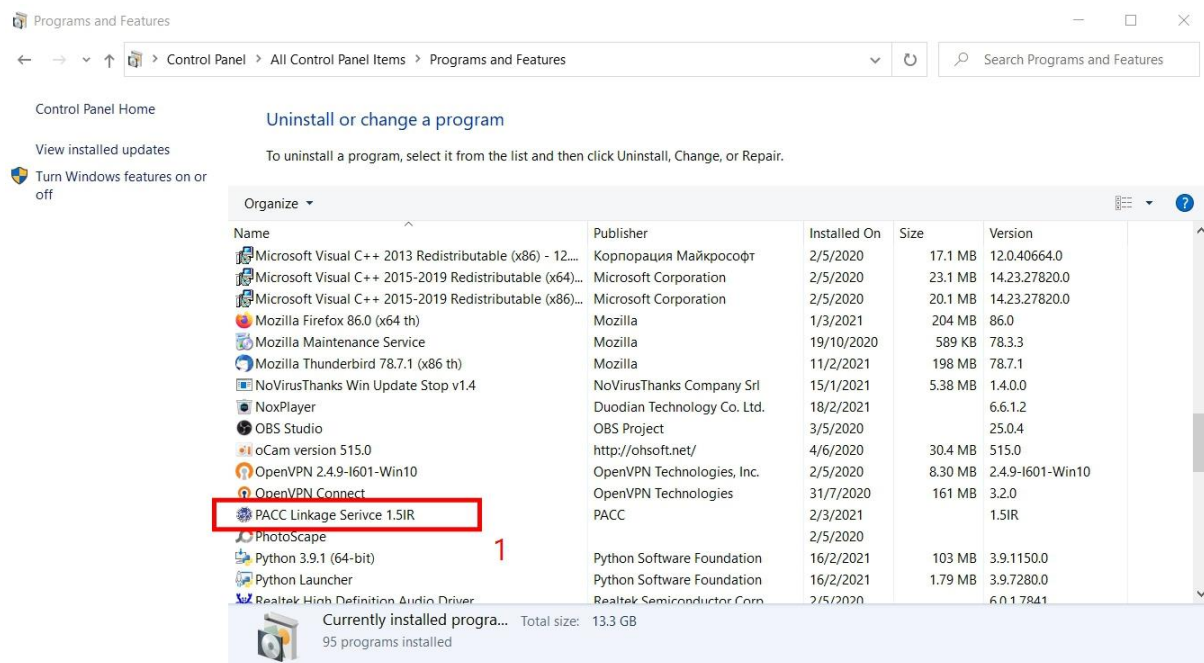 Programs and Features
Control Panel > All Control Panel Items > Programs and Features
Search Programs and Features
Control Panel Home
View installed updates
Turn Windows features on or
off
Uninstall or change a program
To uninstall a program, select it from the list and then click Uninstall, Change, or Repair.
Organize
Name Publisher Installed On Size Version
Microsoft Visual C++ 2013 Redistributable (x86) - 12.... Корпорация Майкрософт 2/5/2020 17.1 MB 12.0.40664.0
Microsoft Visual C++ 2015-2019 Redistributable (x64)... Microsoft Corporation 2/5/2020 23.1 MB 14.23.27820.0
Microsoft Visual C++ 2015-2019 Redistributable (x86)... Microsoft Corporation 2/5/2020 20.1 MB 14.23.27820.0
Mozilla Firefox 86.0 (x64 th) Mozilla 1/3/2021 204 MB 86.0
Mozilla Maintenance Service Mozilla 19/10/2020 589 KB 78.3.3
Mozilla Thunderbird 78.7.1 (x86 th) Mozilla 11/2/2021 198 MB 78.7.1
NoVirusThanks Win Update Stop v1.4 NoVirusThanks Company Srl 15/1/2021 5.38 MB 1.4.0.0
NoxPlayer Duodian Technology Co. Ltd. 18/2/2021 6.6.1.2
OBS Studio OBS Project 3/5/2020 25.0.4
oCam version 515.0 http://ohsoft.net/ 4/6/2020 30.4 MB 515.0
OpenVPN 2.4.9-I601-Win10 OpenVPN Technologies, Inc. 2/5/2020 8.30 MB 2.4.9-I601-Win10
OpenVPN Connect OpenVPN Technologies 31/7/2020 161 MB 3.2.0
PACC Linkage Serivce 1.5IR PACC 2/3/2021 1.5IR
PhotoScape 2/5/2020
1
Python 3.9.1 (64-bit) Python Software Foundation 16/2/2021 103 MB 3.9.1150.0
Python Launcher Python Software Foundation 16/2/2021 1.79 MB 3.9.7280.0
Realtek High Definition Audio Driver Realtek Semiconductor Corp. 2/5/2020 6.0.1.7841
Currently installed progra... Total size: 13.3 GB
95 programs installed